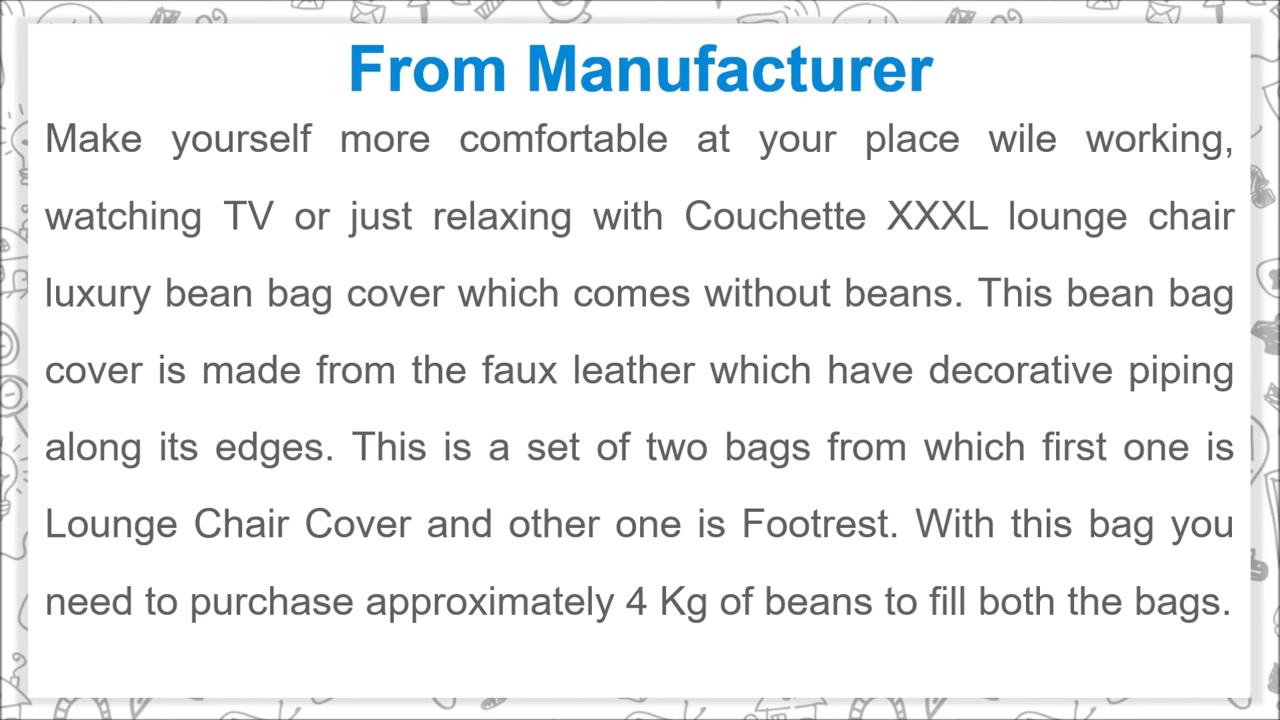 From Manufacturer
Make yourself more comfortable at your place wile working,
watching TV or just relaxing with Couchette XXXL lounge chair
luxury bean bag cover which comes without beans. This bean bag
cover is made from the faux leather which have decorative piping
along its edges. This is a set of two bags from which first one is
Lounge Chair Cover and other one is Footrest. With this bag you
need to purchase approximately 4 Kg of beans to fill both the bags.